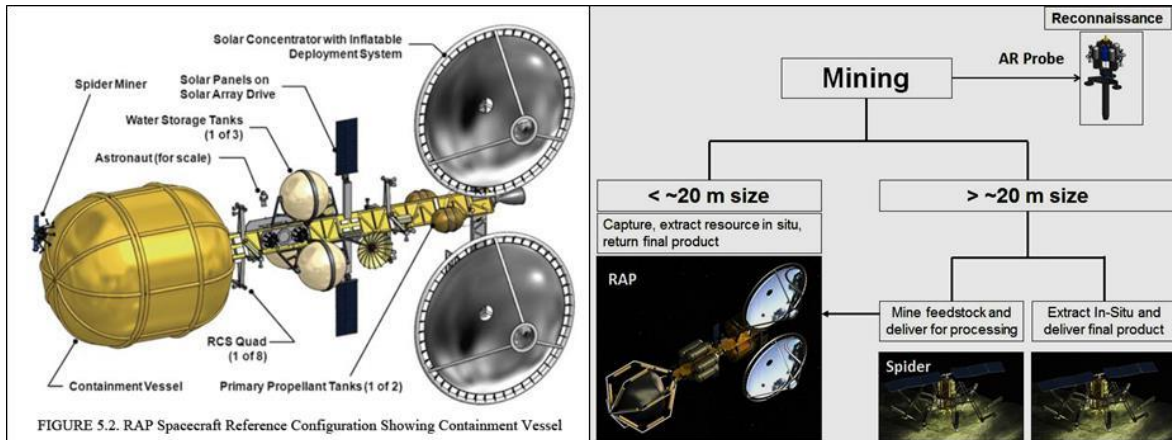 Solar Concentrator with Inflatable
Deployment System
Spider Miner
Solar Panels on
Solar Array Drive
Water Storage Tanks
(1 of 3)
Astronaut (for scale)
RCS Quad
(1 of 8)
Containment Vessel
Primary Propellant Tanks (1 of 2)
FIGURE 5.2. RAP Spacecraft Reference Configuration Showing Containment Vessel
Reconnaissance
AR Probe
Mining
< ~20 m size
Capture, extract resource in situ,
return final product
RAP
> ~20 m size
Mine feedstock and
deliver for processing
Extract In-Situ and
deliver final product
Spider